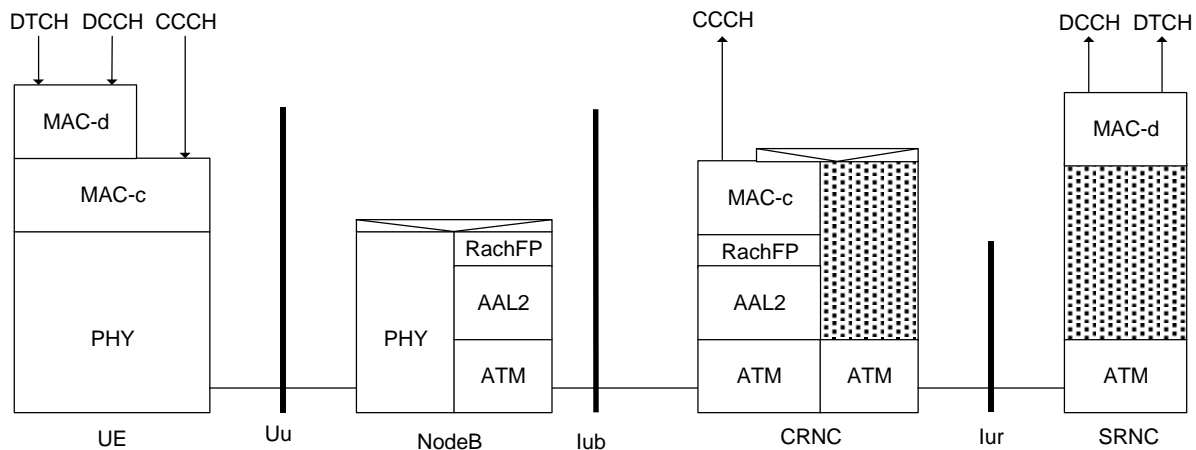 DTCH DCCH CCCH
CCCH
DCCH DTCH
MAC-d
MAC-c
PHY
UE
Uu
RachFP
PHY
AAL2
ATM
NodeB
Iub
MAC-c
RachFP
AAL2
ATM
ATM
CRNC
Iur
MAC-d
ATM
SRNC